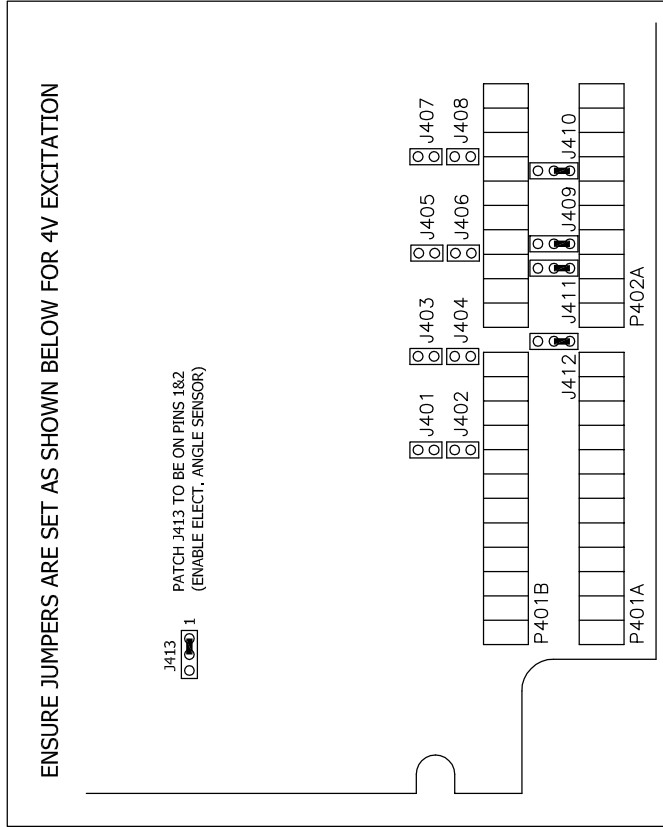 ENSURE JUMPERS ARE SET AS SHOWN BELOW FOR 4V EXCITATION
J413
1
PATCH J413 TO BE ON PINS 1&2
(ENABLE ELECT. ANGLE SENSOR)
J401
J403
J405
J407
J402
J404
J406
J408
P401B
J412
J411
J409
J410
P401A
P402A